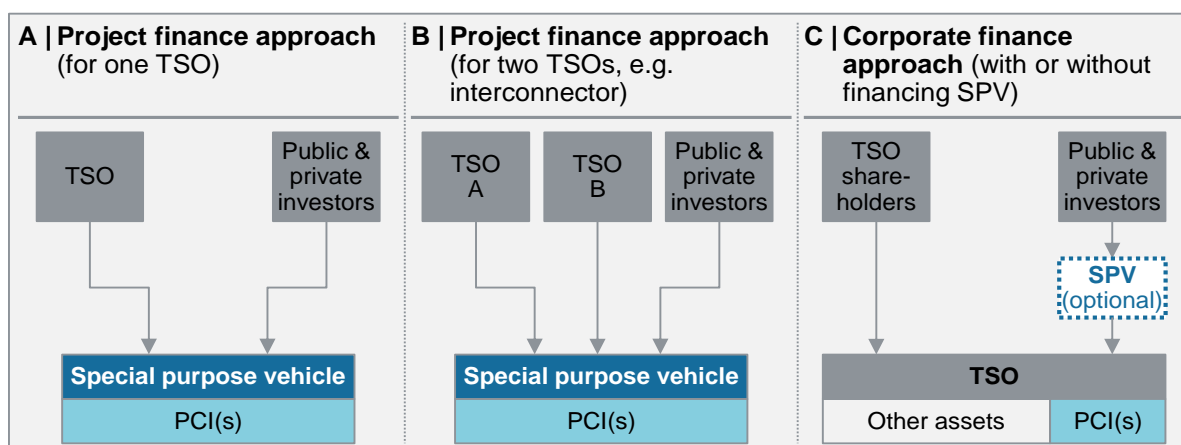 A | Project finance approach
(for one TSO)
TSO
Public &
private
investors
Special purpose vehicle
PCI(s)
B | Project finance approach
(for two TSOs, e.g.
interconnector)
TSO
A
TSO
B
Public &
private
investors
Special purpose vehicle
PCI(s)
C | Corporate finance
approach (with or without
financing SPV)
TSO
share-
holders
Public &
private
investors
SPV
(optional)
TSO
Other assets
PCI(s)